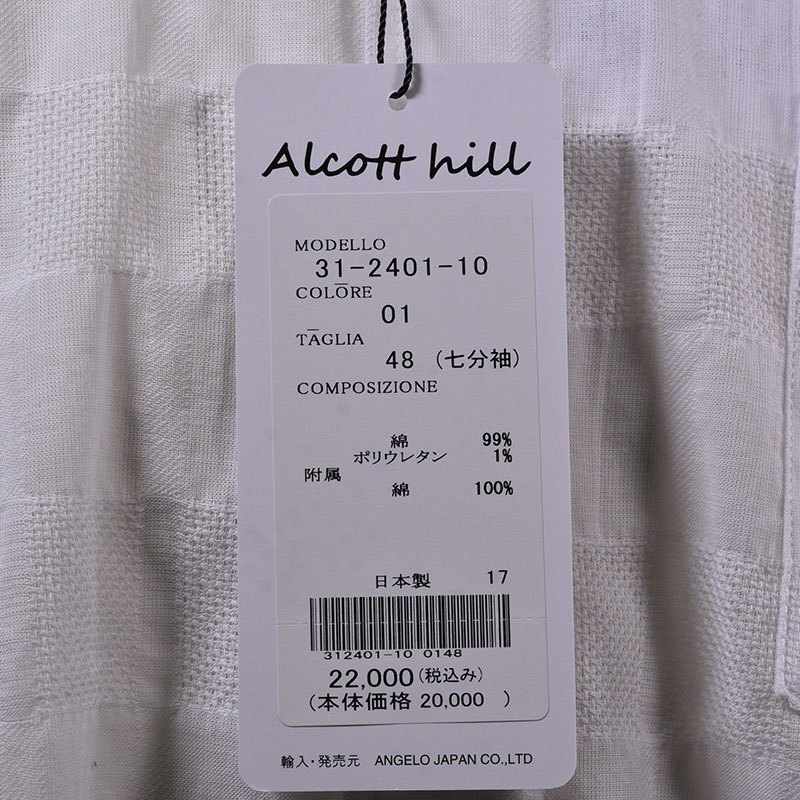 Alcott hill
MODELLO
31-2401-10
COLŌRE
01
TĀGLIA
48 (七分袖)
COMPOSIZIONE
綿 99%
ポリウレタン 1%
附属
綿 100%
日本製 17
312401-10 0148
22,000(税込み)
(本体価格 20,000 )
輸入・発売元 ANGELO JAPAN CO.,LTD